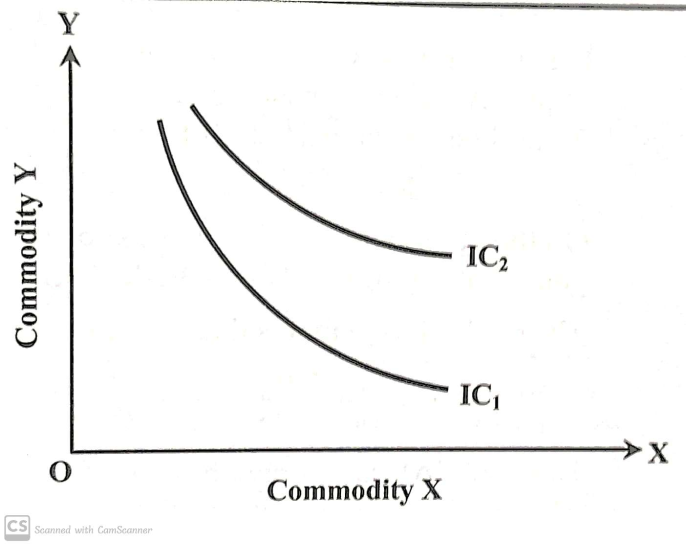 Y
Commodity Y
IC₂
IC₁
O
X
Commodity X
CS Scanned with CamScanner